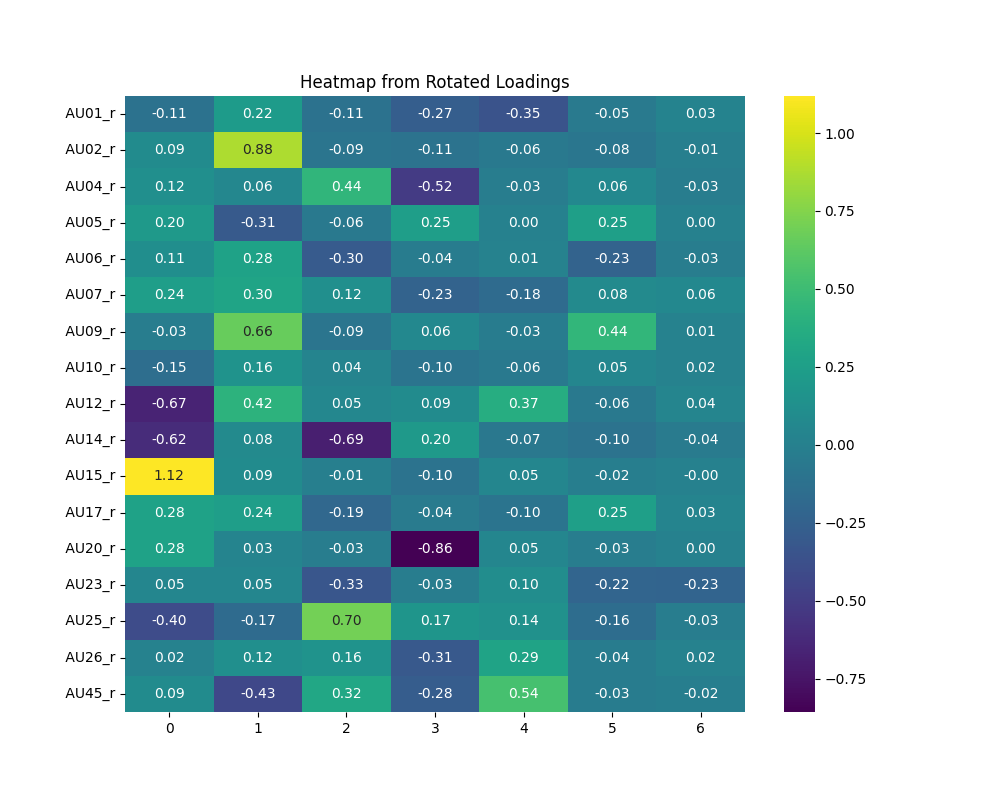 Heatmap from Rotated Loadings
AU01_r -0.11 0.22 -0.11 -0.27 -0.35 -0.05 0.03
AU02_r 0.09 0.88 -0.09 -0.11 -0.06 -0.08 -0.01
AU04_r 0.12 0.06 0.44 -0.52 -0.03 0.06 -0.03
AU05_r 0.20 -0.31 -0.06 0.25 0.00 0.25 0.00
AU06_r 0.11 0.28 -0.30 -0.04 0.01 -0.23 -0.03
AU07_r 0.24 0.30 0.12 -0.23 -0.18 0.08 0.06
AU09_r -0.03 0.66 -0.09 0.06 -0.03 0.44 0.01
AU10_r -0.15 0.16 0.04 -0.10 -0.06 0.05 0.02
AU12_r -0.67 0.42 0.05 0.09 0.37 -0.06 0.04
AU14_r -0.62 0.08 -0.69 0.20 -0.07 -0.10 -0.04
AU15_r 1.12 0.09 -0.01 -0.10 0.05 -0.02 -0.00
AU17_r 0.28 0.24 -0.19 -0.04 -0.10 0.25 0.03
AU20_r 0.28 0.03 -0.03 -0.86 0.05 -0.03 0.00
AU23_r 0.05 0.05 -0.33 -0.03 0.10 -0.22 -0.23
AU25_r -0.40 -0.17 0.70 0.17 0.14 -0.16 -0.03
AU26_r 0.02 0.12 0.16 -0.31 0.29 -0.04 0.02
AU45_r 0.09 -0.43 0.32 -0.28 0.54 -0.03 -0.02
0 1 2 3 4 5 6
1.00
0.75
0.50
0.25
0.00
−0.25
−0.50
−0.75